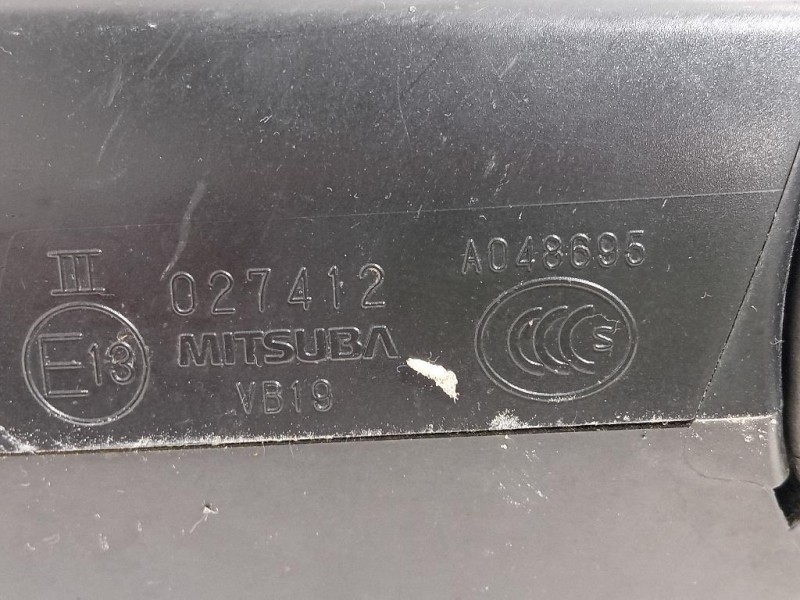 III
027412
A048695
E13
MITSUBA
CCC S
VB19